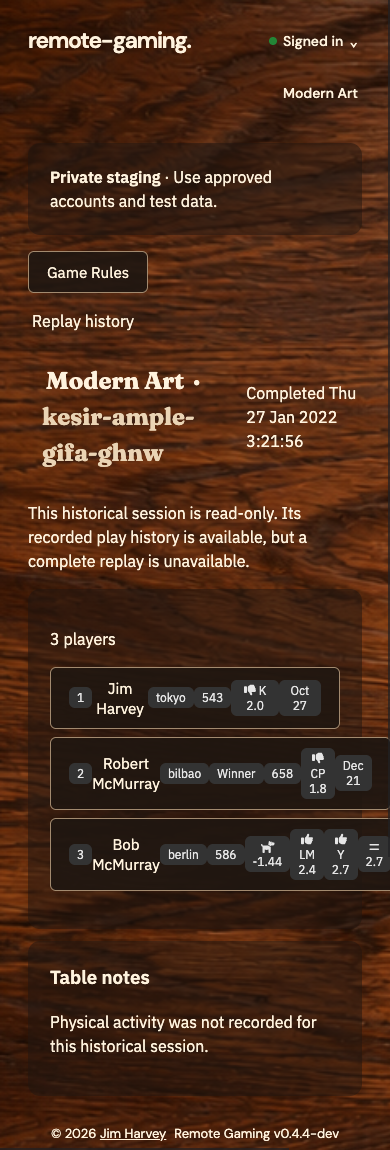 remote-gaming.
Signed in
Modern Art
Private staging · Use approved
accounts and test data.
Game Rules
Replay history
Modern Art •
kesir-ample-
gifa-ghnw
Completed Thu
27 Jan 2022
3:21:56
This historical session is read-only. Its
recorded play history is available, but a
complete replay is unavailable.
3 players
1 Jim Harvey tokyo 543 K 2.0 Oct 27
2 Robert McMurray bilbao Winner 658 CP 1.8 Dec 21
3 Bob McMurray berlin 586 -1.44 LM 2.4 Y 2.7 = 2.7
Table notes
Physical activity was not recorded for
this historical session.
© 2026 Jim Harvey Remote Gaming v0.4.4-dev